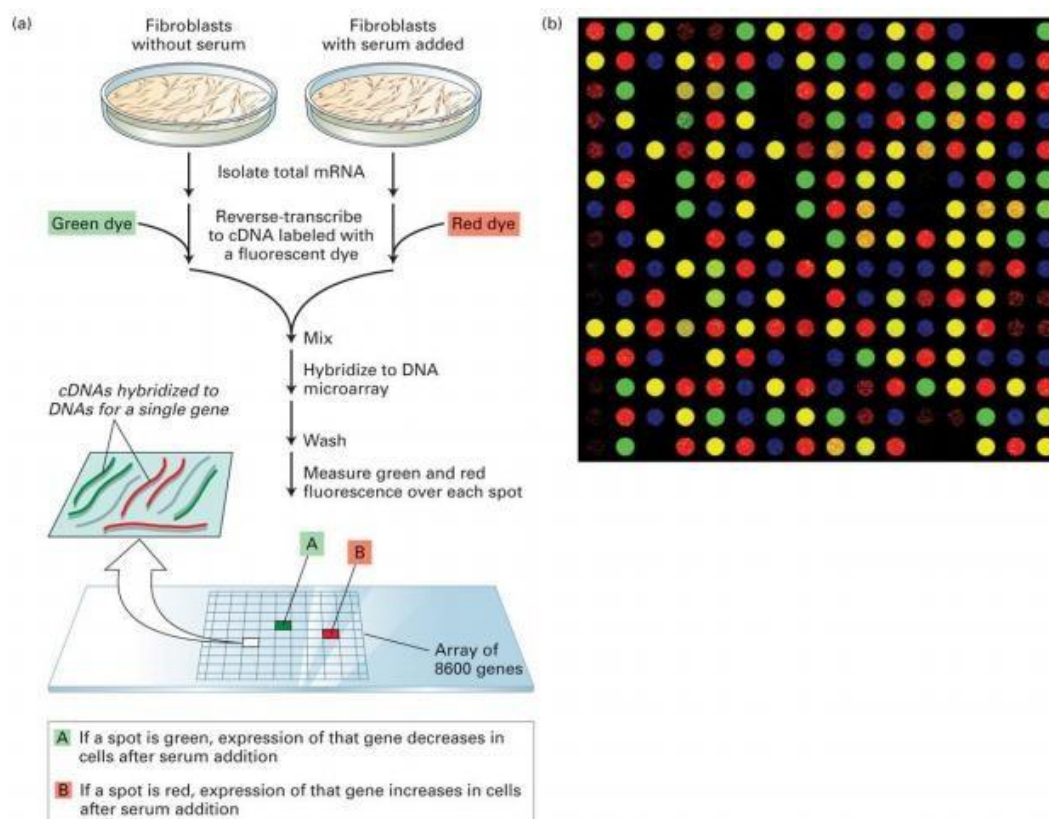 (a)
Fibroblasts
without serum
Fibroblasts
with serum added
Isolate total mRNA
Green dye
Reverse-transcribe
to cDNA labeled with
a fluorescent dye
Red dye
Mix
Hybridize to DNA
microarray
cDNAs hybridized to
DNAs for a single gene
Wash
Measure green and red
fluorescence over each spot
A
B
Array of
8600 genes
A If a spot is green, expression of that gene decreases in
cells after serum addition
B If a spot is red, expression of that gene increases in cells
after serum addition
(b)